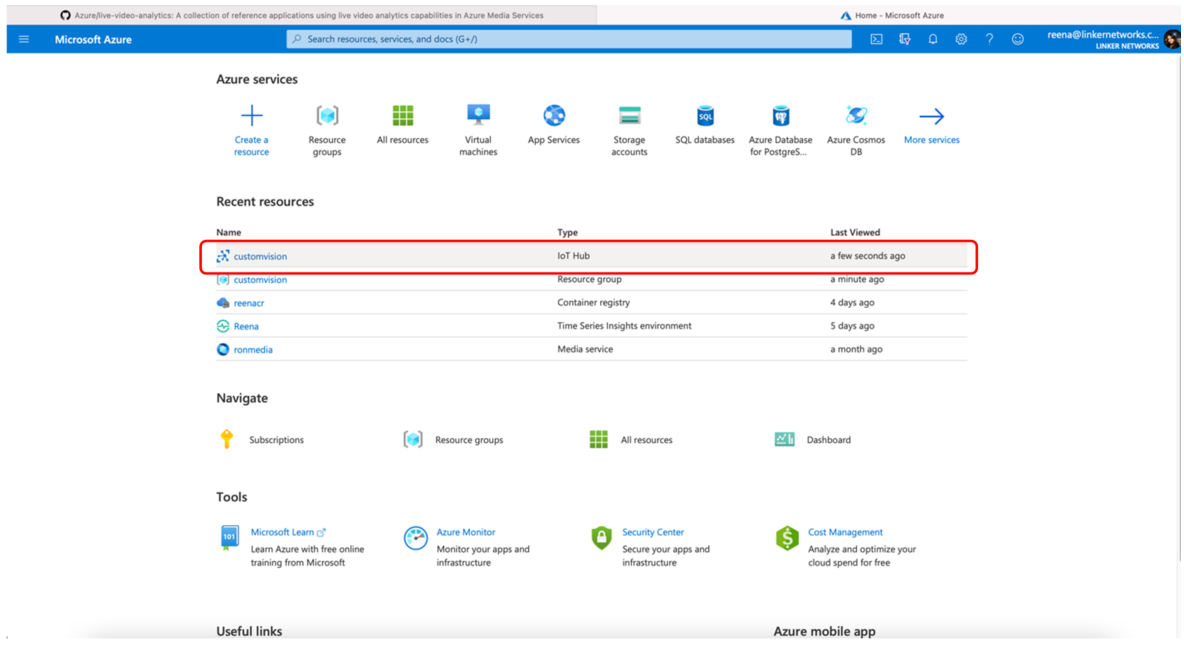 Azure/live-video-analytics: A collection of reference applications using live video analytics capabilities in Azure Media Services
Home - Microsoft Azure
Microsoft Azure
Search resources, services, and docs (G+/)
reena@linkernetworks.c...
LINKER NETWORKS
Azure services
Create a resource
Resource groups
All resources
Virtual machines
App Services
Storage accounts
SQL
SQL databases
Azure Database for PostgreS...
Azure Cosmos DB
More services
Recent resources
Name Type Last Viewed
customvision IoT Hub a few seconds ago
customvision Resource group a minute ago
reenacr Container registry 4 days ago
Reena Time Series Insights environment 5 days ago
ronmedia Media service a month ago
Navigate
Subscriptions Resource groups All resources Dashboard
Tools
101
Microsoft Learn
Learn Azure with free online
training from Microsoft
Azure Monitor
Monitor your apps and
infrastructure
Security Center
Secure your apps and
infrastructure
Cost Management
Analyze and optimize your
cloud spend for free
Useful links
Azure mobile app